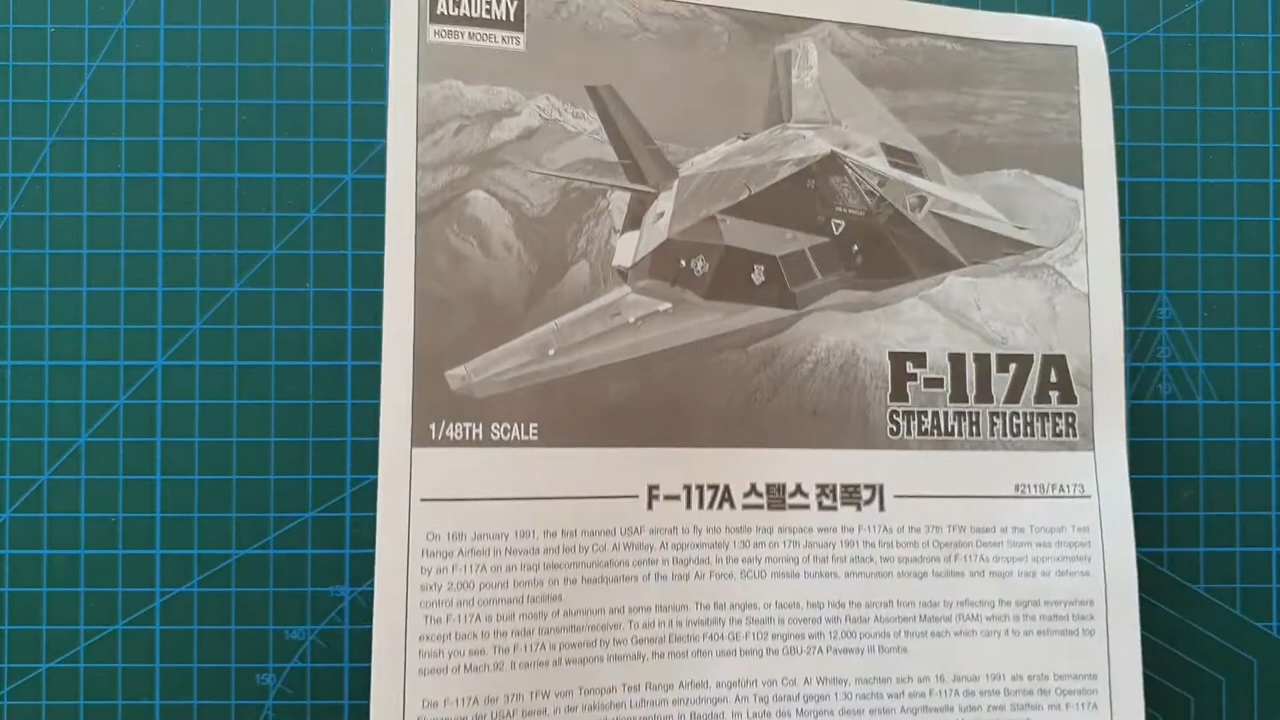 ACADEMY
HOBBY MODEL KITS
F-117A
STEALTH FIGHTER
1/48TH SCALE
F-117A 스텔스 전폭기
#2118/FA173
On 16th January 1991, the first manned USAF aircraft to fly into hostile Iraqi airspace were the F-117As of the 37th TFW based at the Tonopah Test
Range Airfield in Nevada and led by Col. Al Whitley. At approximately 1:30 am on 17th January 1991 the first bomb of Operation Desert Storm was dropped
by an F-117A on an Iraqi telecommunications center in Baghdad. In the early morning of that first attack, two squadrons of F-117As dropped approximately
sixty 2,000 pound bombs on the headquarters of the Iraqi Air Force, SCUD missile bunkers, ammunition storage facilities and major Iraqi air defense,
control and command facilities.
The F-117A is built mostly of aluminum and some titanium. The flat angles, or facets, help hide the aircraft from radar by reflecting the signal everywhere
except back to the radar transmitter/receiver. To aid in it is invisibility the Stealth is covered with Radar Absorbent Material (RAM) which is the matted black
finish you see. The F-117A is powered by two General Electric F404-GE-F1D2 engines with 12,000 pounds of thrust each which carry it to an estimated top
speed of Mach.92. It carries all weapons internally, the most often used being the GBU-27A Paveway III Bombs.
Die F-117A der 37th TFW vom Tonopah Test Range Airfield, angeführt von Col. Al Whitley, machten sich am 16. Januar 1991 als erste bemannte
Flugzeuge der USAF bereit, in der irakischen Luftraum einzudringen. Am Tag darauf gegen 1:30 nachts warf eine F-117A die erste Bombe der Operation
in Bagdad. Im Laufe des Morgens dieser ersten Angriffswelle luden zwei Staffeln mit F-117A
30
20
10
130
140
150